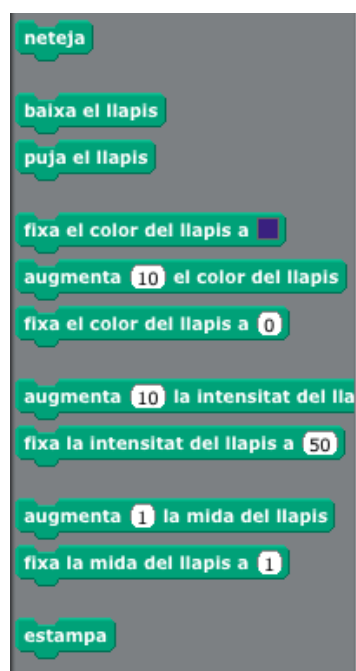 neteja
baixa el llapis
puja el llapis
fixa el color del llapis a
augmenta 10 el color del llapis
fixa el color del llapis a 0
augmenta 10 la intensitat del lla
fixa la intensitat del llapis a 50
augmenta 1 la mida del llapis
fixa la mida del llapis a 1
estampa